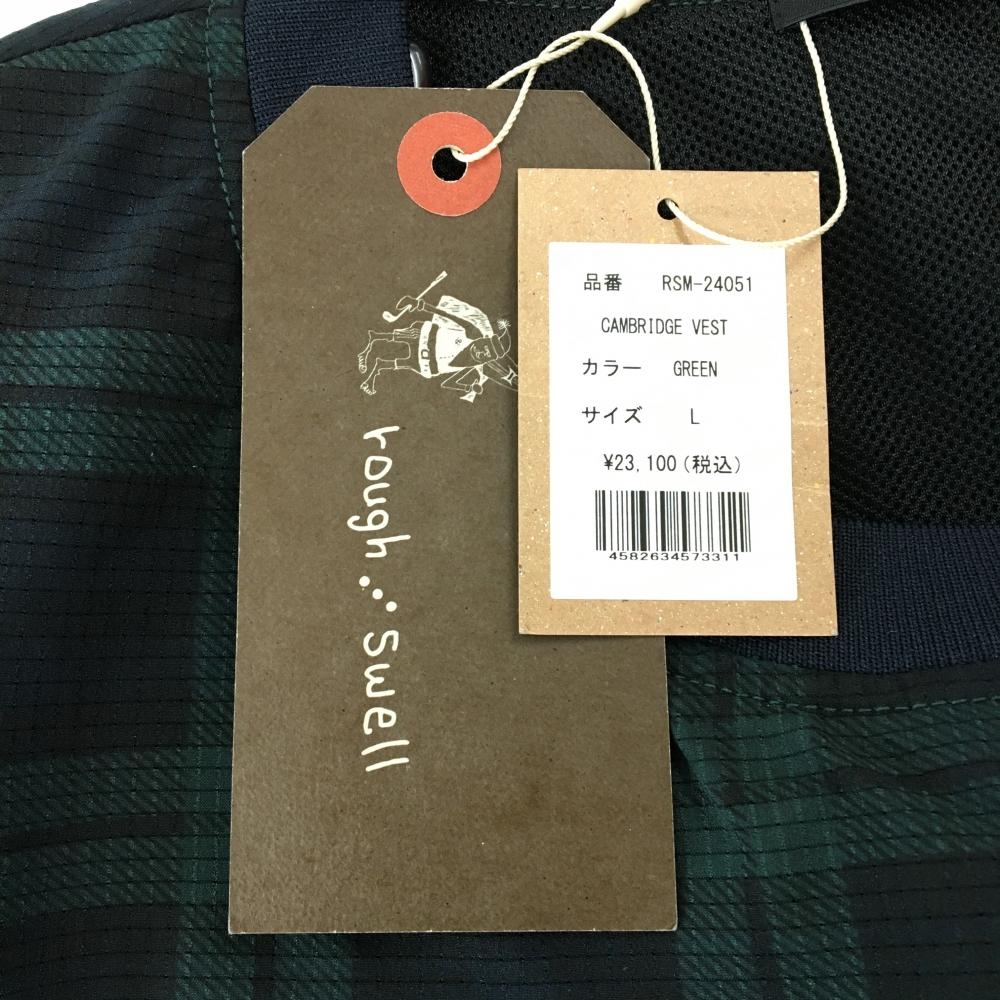 rough.:swell
品番 RSM-24051
CAMBRIDGE VEST
カラー GREEN
サイズ L
¥23,100(税込)
4582634573311